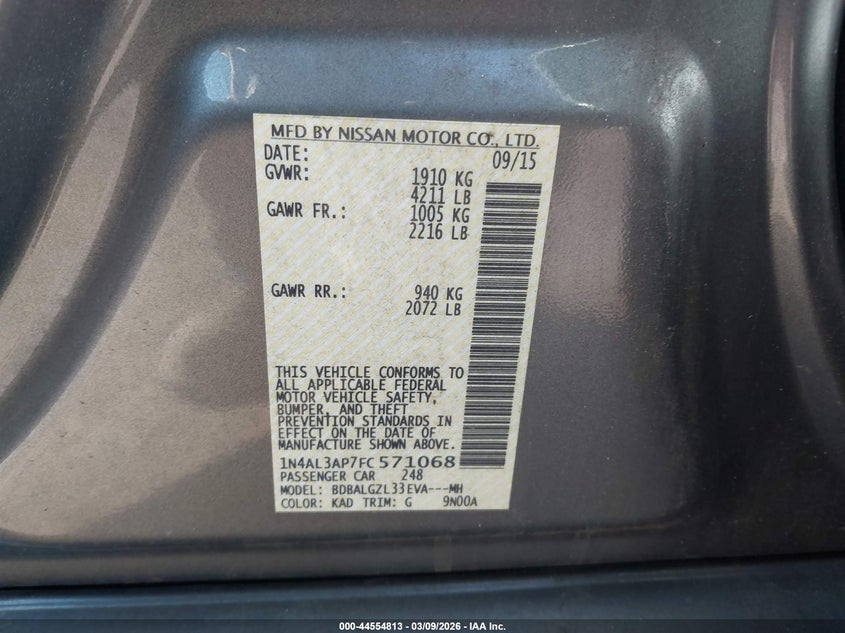 MFD BY NISSAN MOTOR CO., LTD.
DATE: 09/15
GVWR: 1910 KG
4211 LB
GAWR FR.: 1005 KG
2216 LB
GAWR RR.: 940 KG
2072 LB
THIS VEHICLE CONFORMS TO
ALL APPLICABLE FEDERAL
MOTOR VEHICLE SAFETY,
BUMPER, AND THEFT
PREVENTION STANDARDS IN
EFFECT ON THE DATE OF
MANUFACTURE SHOWN ABOVE.
1N4AL3AP7FC571068
PASSENGER CAR 248
MODEL: BDBALGZL33EVA---MH
COLOR: KAD TRIM: G 9N00A
000-44554813 - 03/09/2026 - IAA Inc.